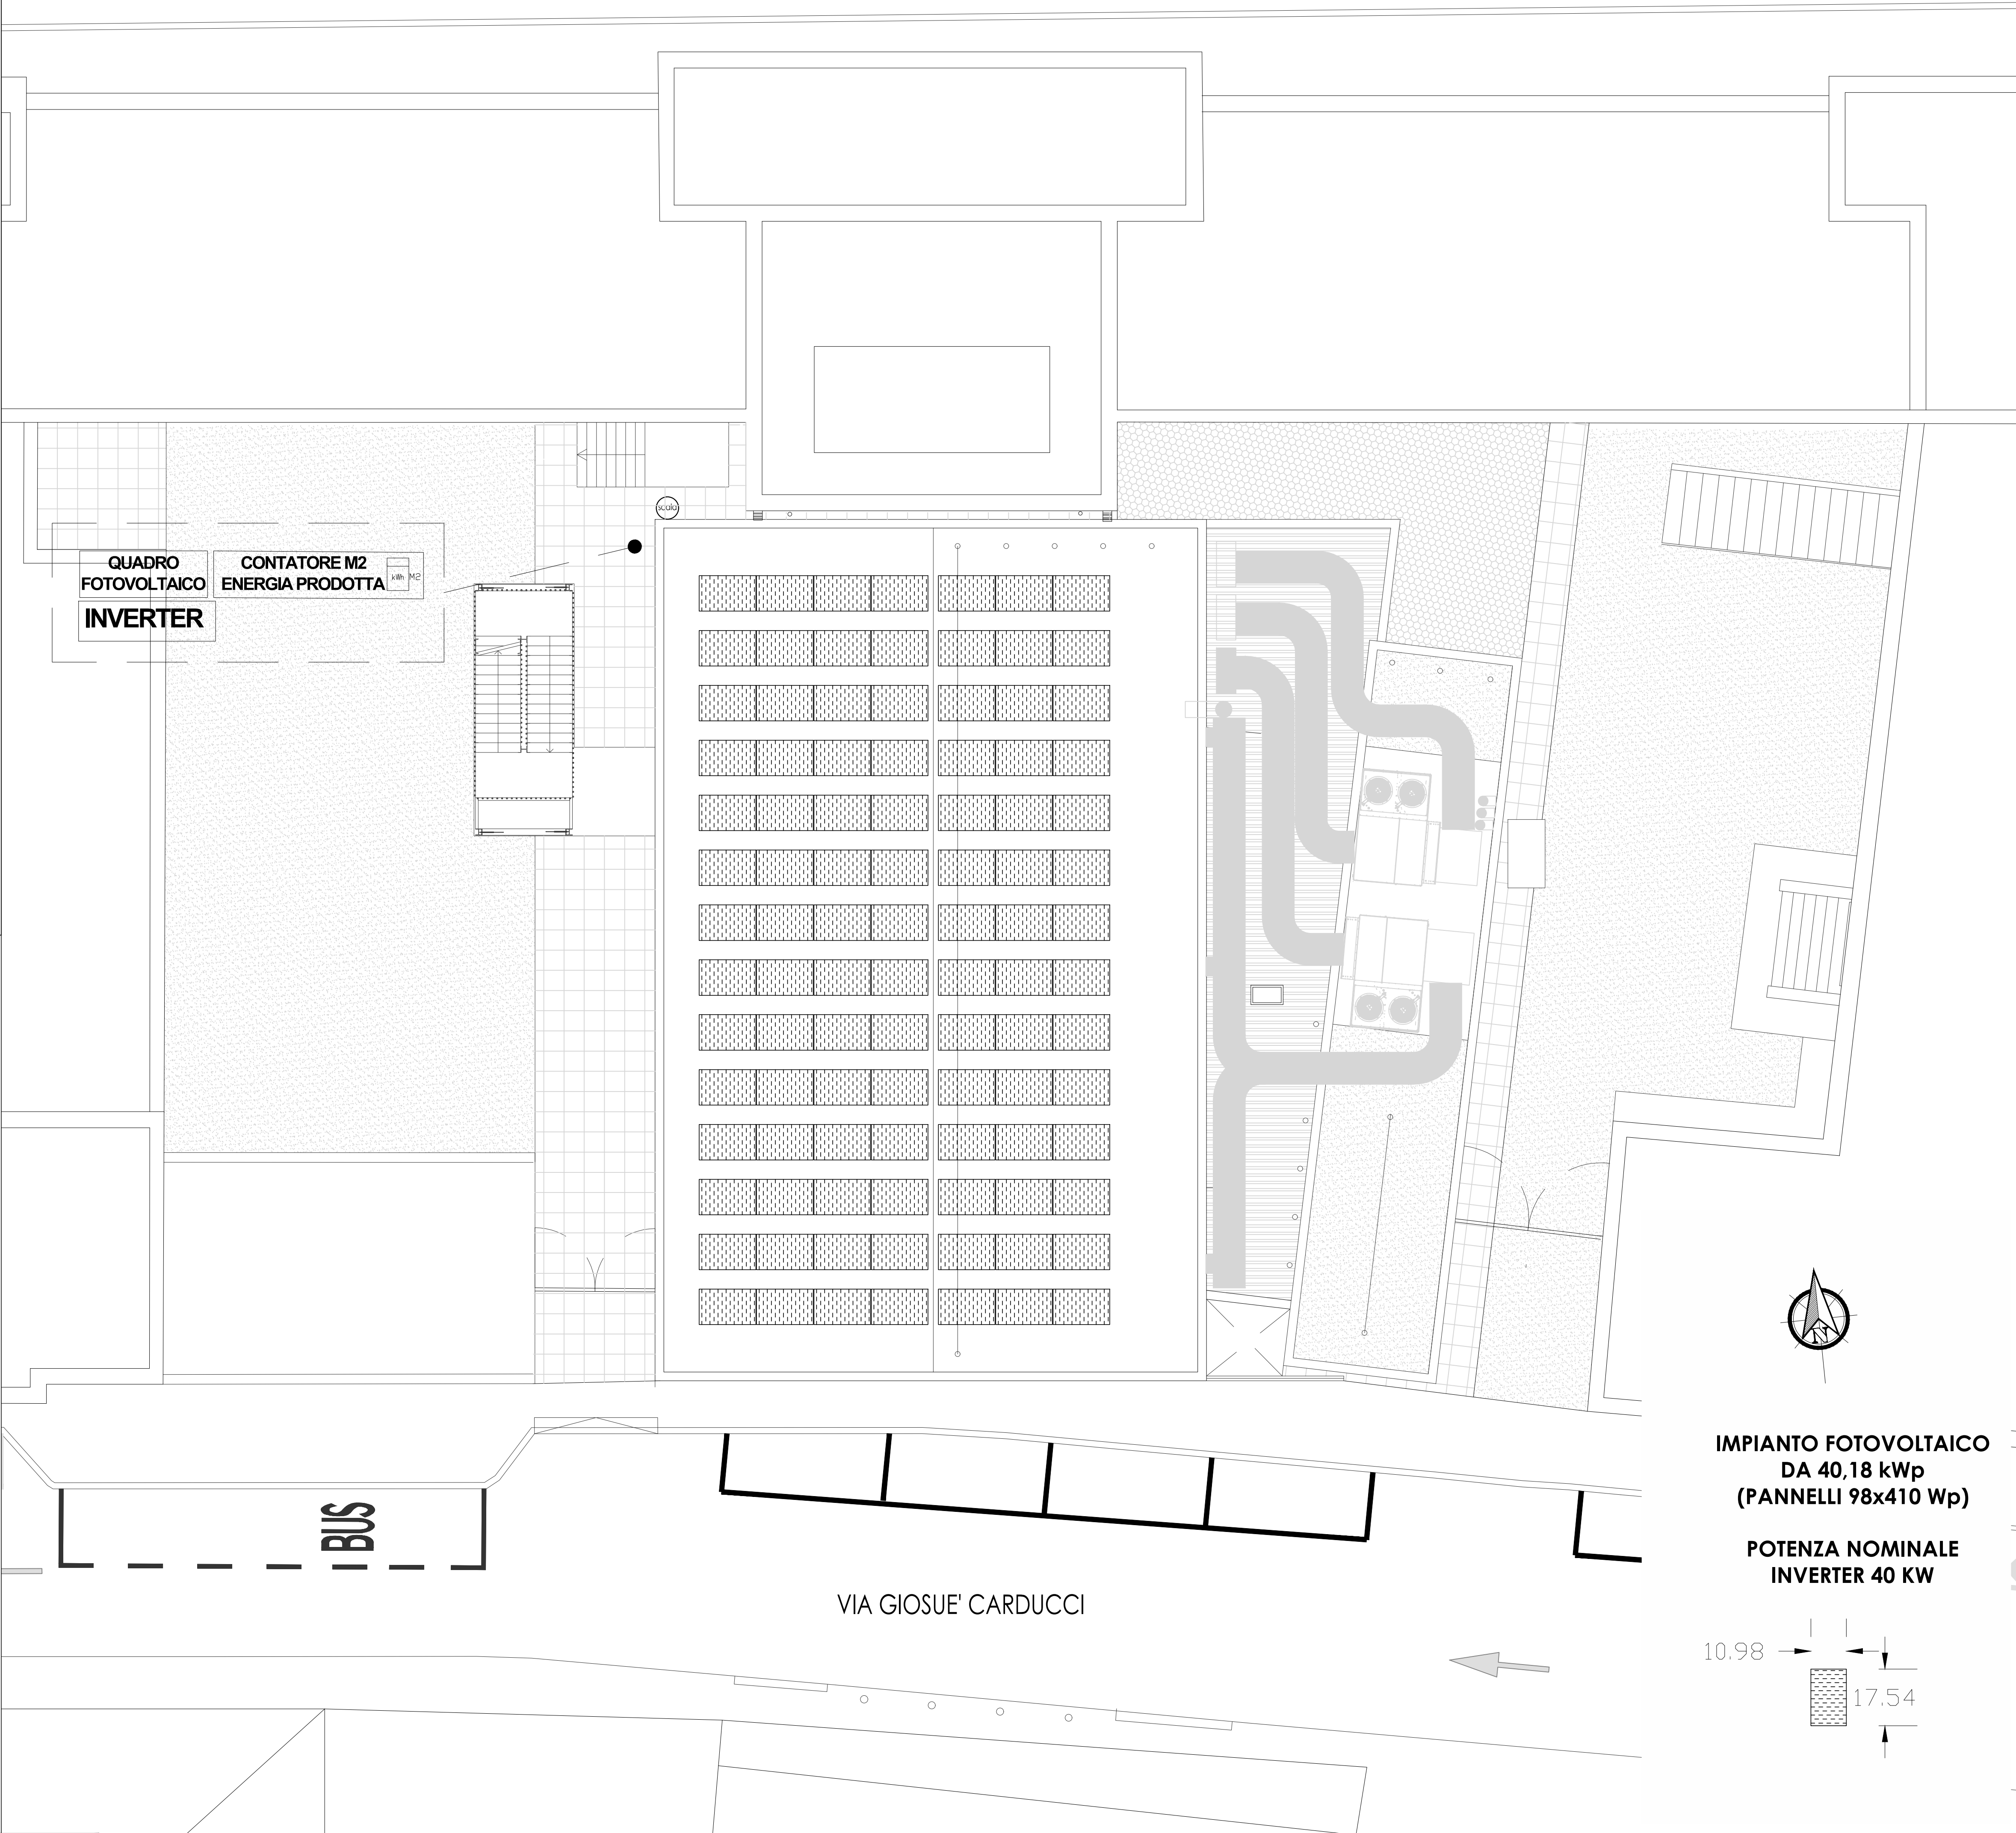 scala
QUADRO
FOTOVOLTAICO
CONTATORE M2
ENERGIA PRODOTTA
kWh
M2
INVERTER
N
IMPIANTO FOTOVOLTAICO
DA 40,18 kWp
(PANNELLI 98x410 Wp)
POTENZA NOMINALE
INVERTER 40 KW
BUS
VIA GIOSUE' CARDUCCI
10.98
17.54